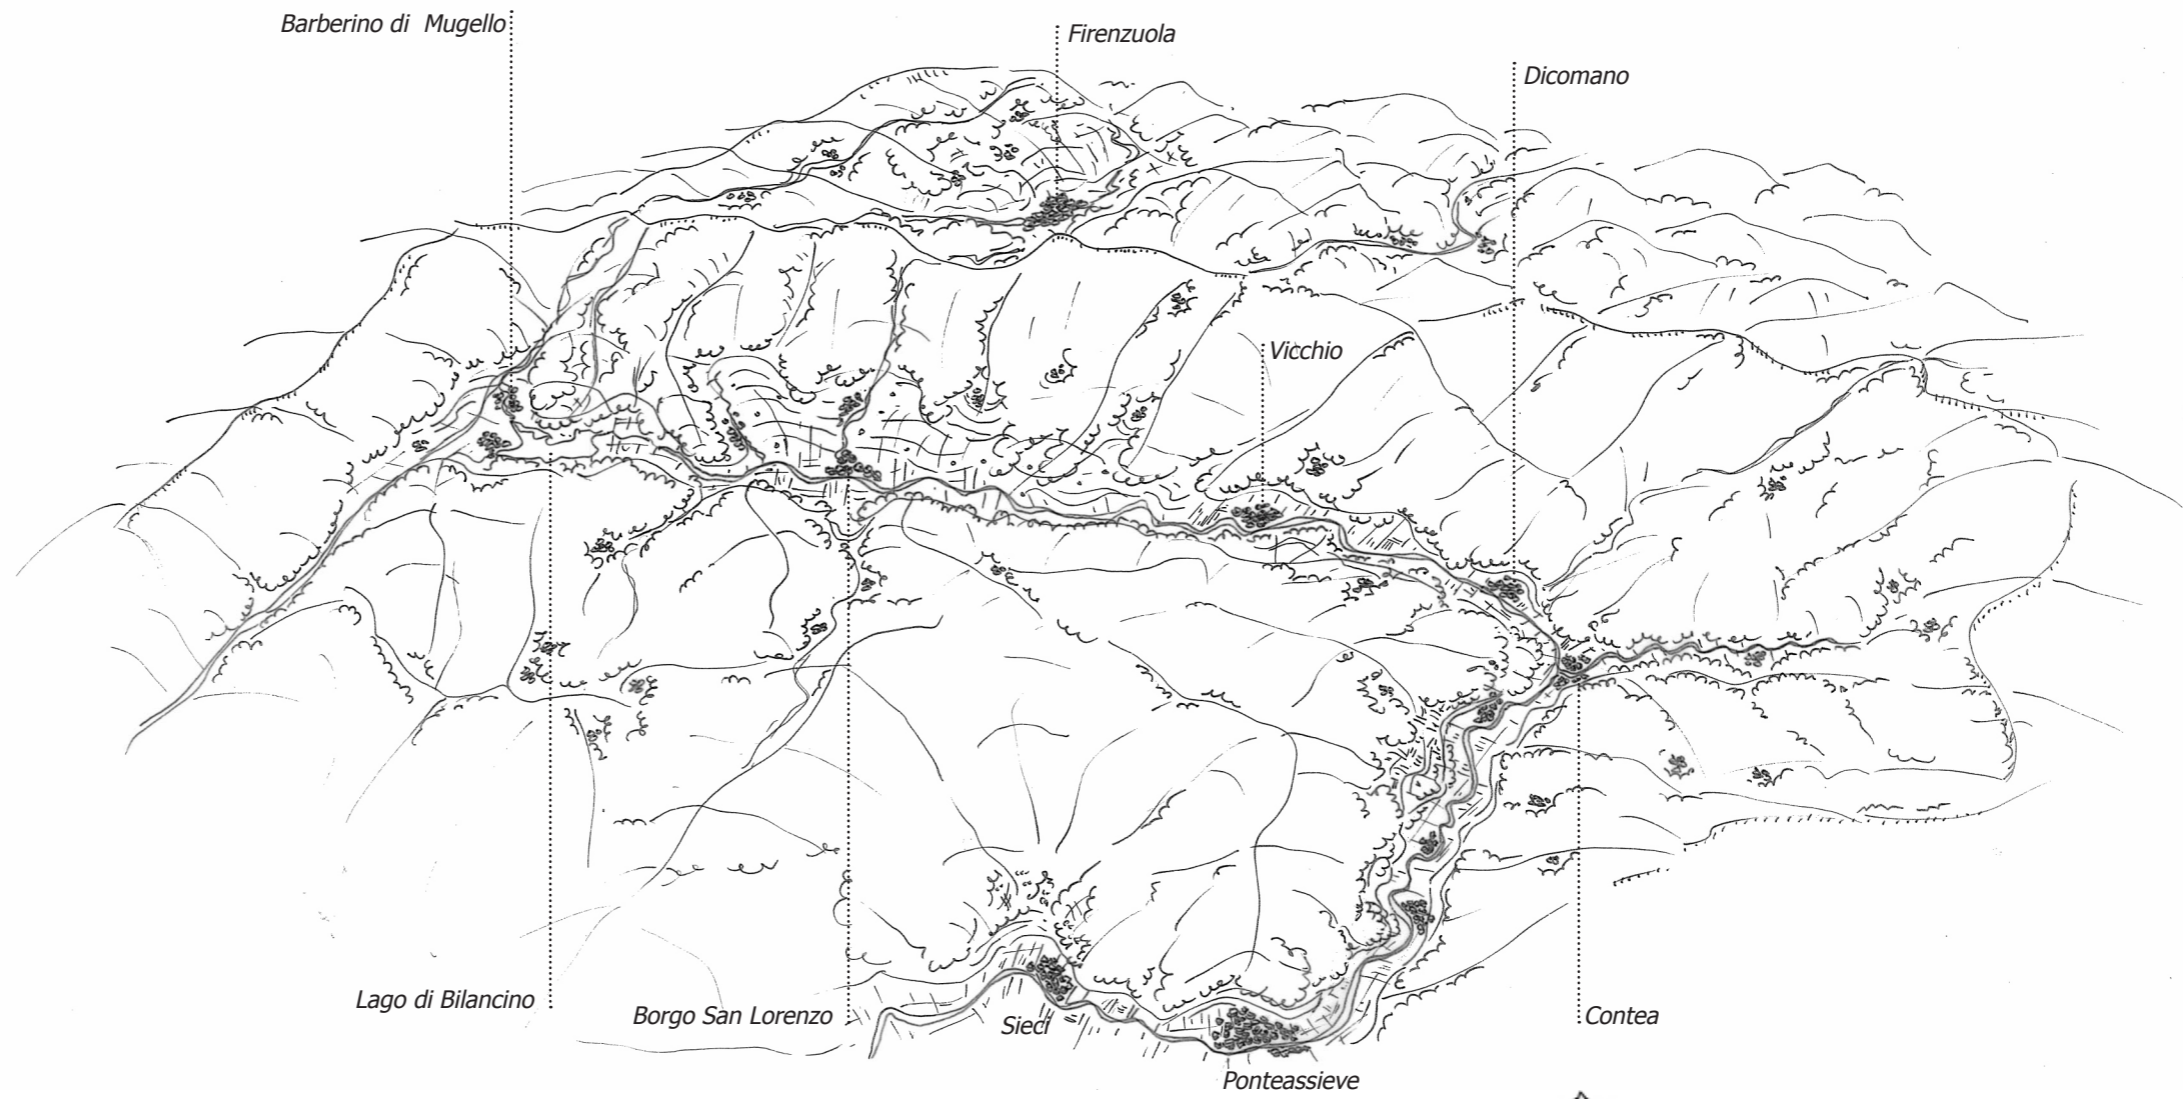 Barberino di Mugello
Firenzuola
Dicomano
Vicchio
Lago di Bilancino
Borgo San Lorenzo
Sieci
Contea
Ponteassieve